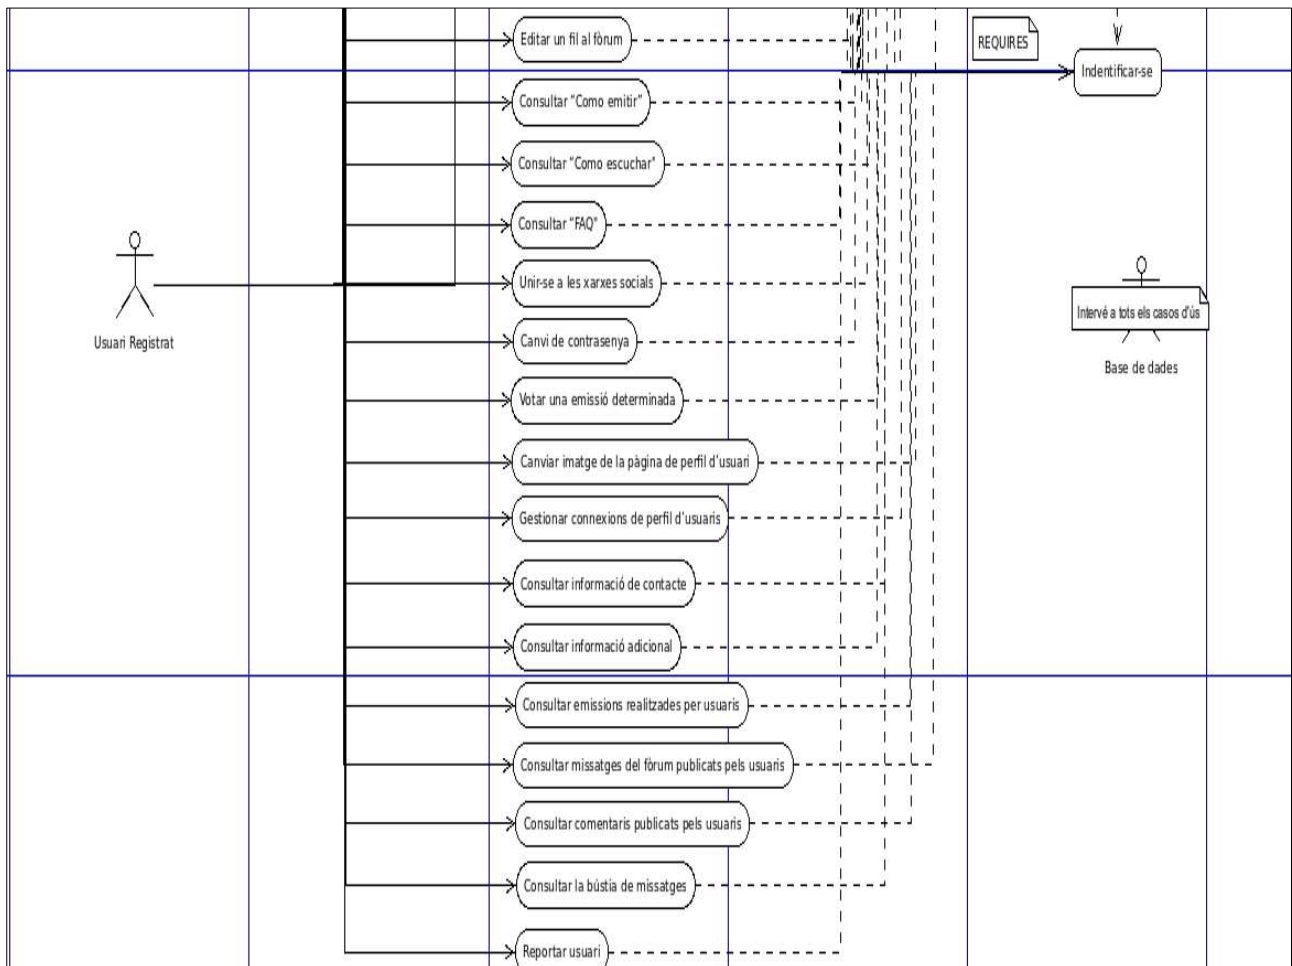 Editar un fil al fòrum
REQUIRES
Indentificar-se
Consultar "Como emitir"
Consultar "Como escuchar"
Consultar "FAQ"
Unir-se a les xarxes socials
Intervé a tots els casos d'ús
Usuari Registrat
Canvi de contrasenya
Base de dades
Votar una emissió determinada
Canviar imatge de la pàgina de perfil d'usuari
Gestionar connexions de perfil d'usuaris
Consultar informació de contacte
Consultar informació adicional
Consultar emissions realitzades per usuaris
Consultar missatges del fòrum publicats pels usuaris
Consultar comentaris publicats pels usuaris
Consultar la bústia de missatges
Reportar usuari